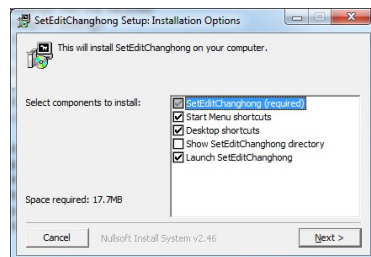 SetEditChanghong Setup: Installation Options
This will install SetEditChanghong on your computer.
Select components to install:
SetEditChanghong (required)
Start Menu shortcuts
Desktop shortcuts
Show SetEditChanghong directory
Launch SetEditChanghong
Space required: 17.7MB
Cancel
Nullsoft Install System v2.46
Next >